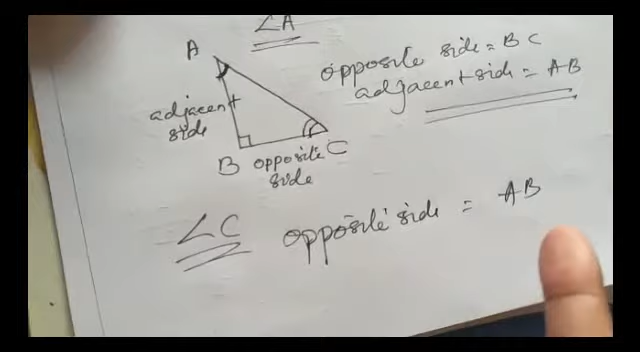 ∠A
A
opposite side = BC
adjacent side = AB
adjacent
side
B opposite C
side
∠C opposite side = AB